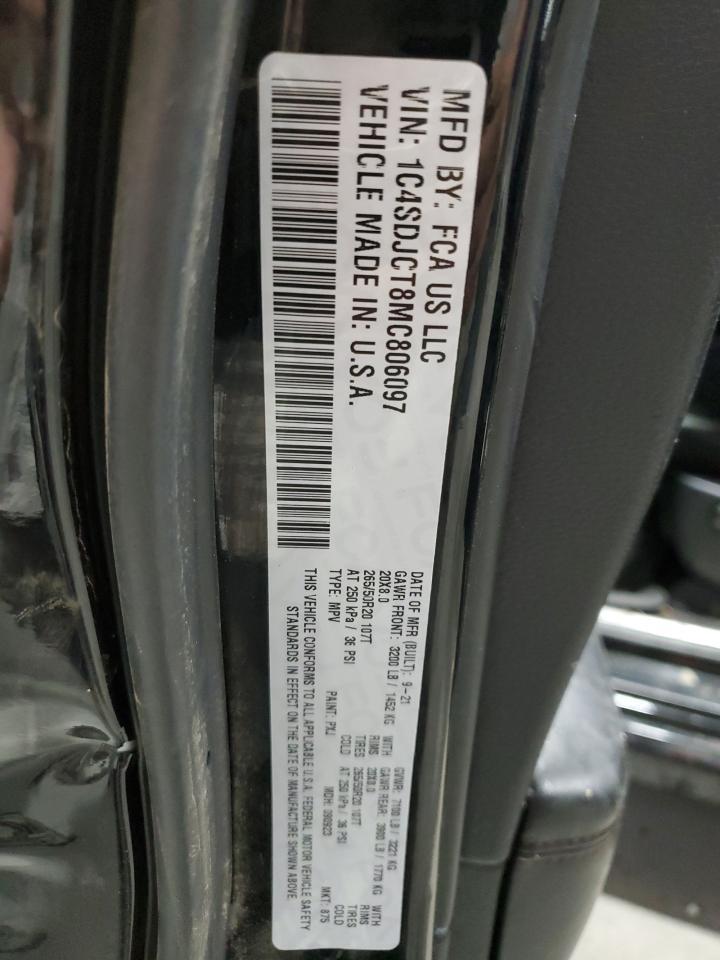 MFD BY: FCA US LLC
VIN: 1C4SDJCT8MC806097
VEHICLE MADE IN: U.S.A.
DATE OF MFR (BUILT): 9-21 GVWR: 7100 LB / 3221 KG
GAWR FRONT: 3200 LB / 1452 KG WITH GAWR REAR: 3900 LB / 1770 KG WITH
20X8.0 RIMS 20X8.0 RIMS
265/50R20 107T TIRES 265/50R20 107T TIRES
AT 250 kPa / 36 PSI COLD AT 250 kPa / 36 PSI COLD
TYPE: MPV PAINT: PXJ MDH: 090923 MKT: 875
THIS VEHICLE CONFORMS TO ALL APPLICABLE U.S.A. FEDERAL MOTOR VEHICLE SAFETY
STANDARDS IN EFFECT ON THE DATE OF MANUFACTURE SHOWN ABOVE.